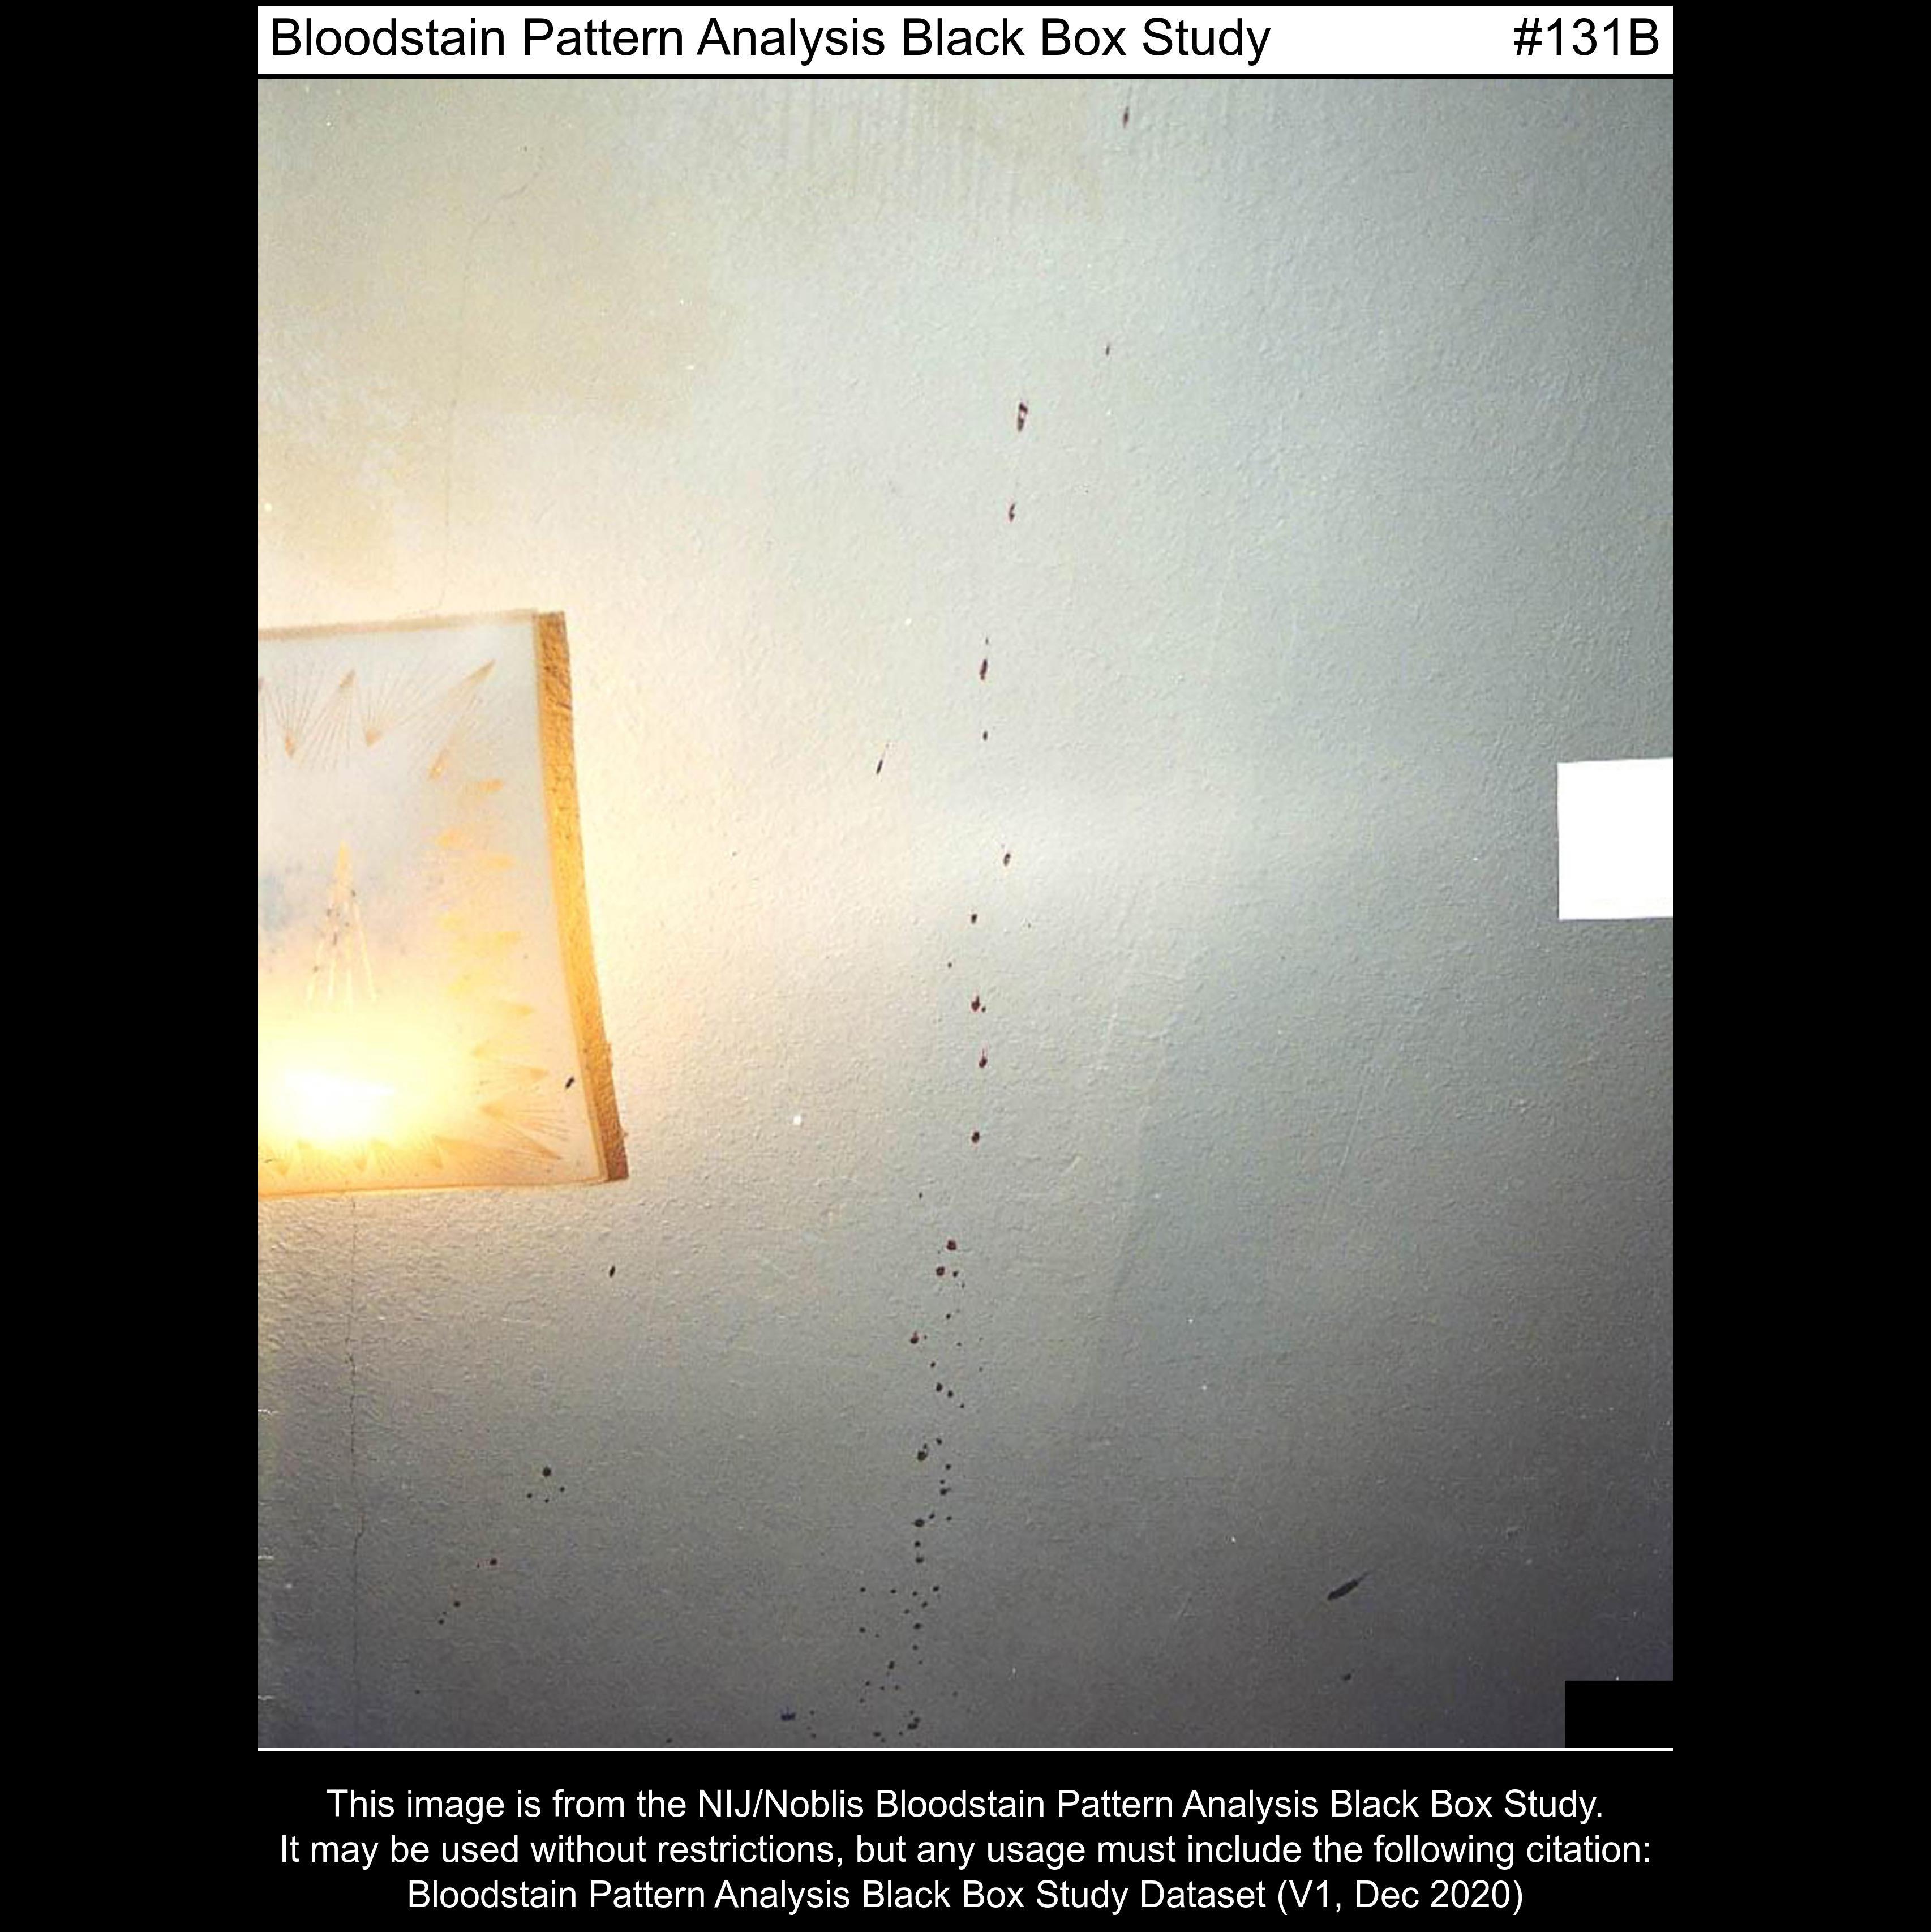 Bloodstain Pattern Analysis Black Box Study #131B
This image is from the NIJ/Noblis Bloodstain Pattern Analysis Black Box Study.
It may be used without restrictions, but any usage must include the following citation:
Bloodstain Pattern Analysis Black Box Study Dataset (V1, Dec 2020)